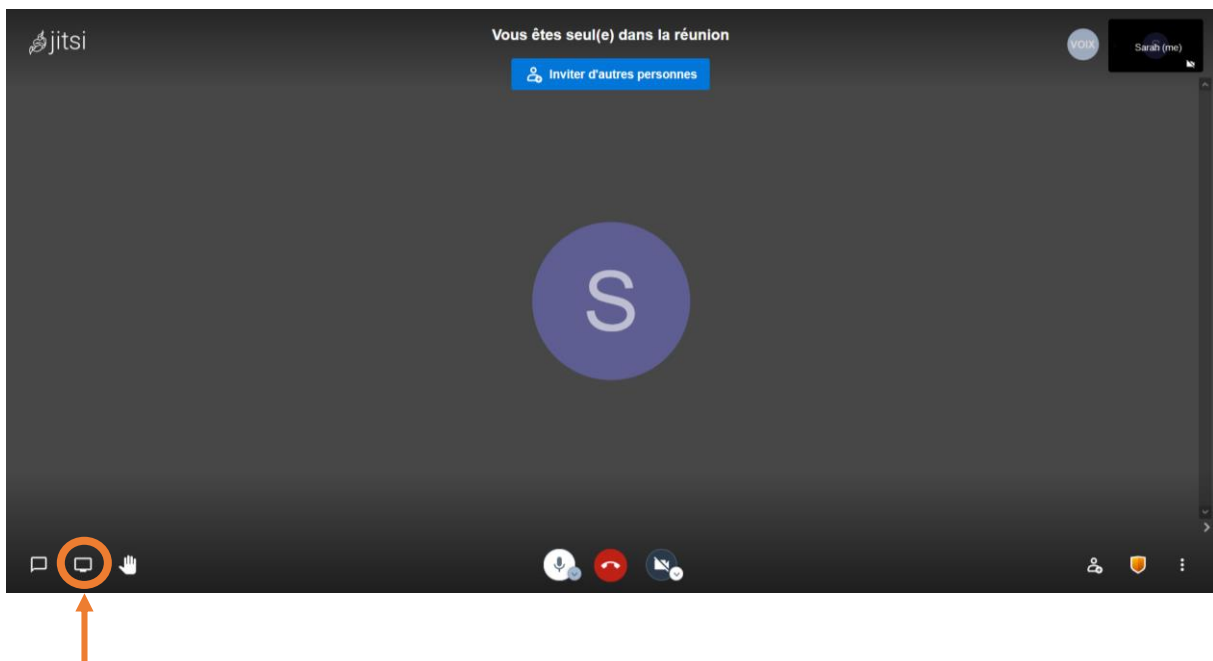 jitsi
Vous êtes seul(e) dans la réunion
Inviter d'autres personnes
VOIX
Sarah (me)
S